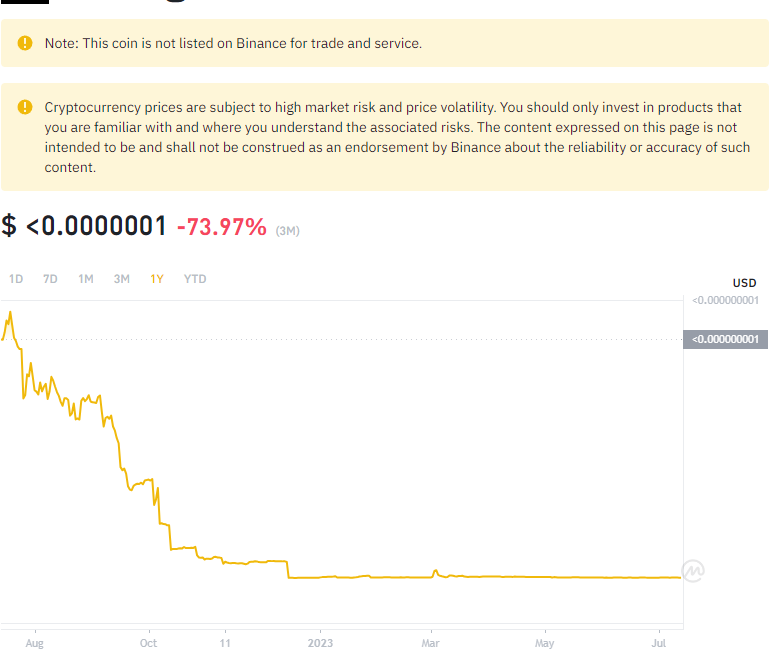 Note: This coin is not listed on Binance for trade and service.
Cryptocurrency prices are subject to high market risk and price volatility. You should only invest in products that
you are familiar with and where you understand the associated risks. The content expressed on this page is not
intended to be and shall not be construed as an endorsement by Binance about the reliability or accuracy of such
content.
$ <0.0000001 -73.97% (3M)
1D 7D 1M 3M 1Y YTD
USD
<0.000000001
<0.000000001
Aug Oct 11 2023 Mar May Jul